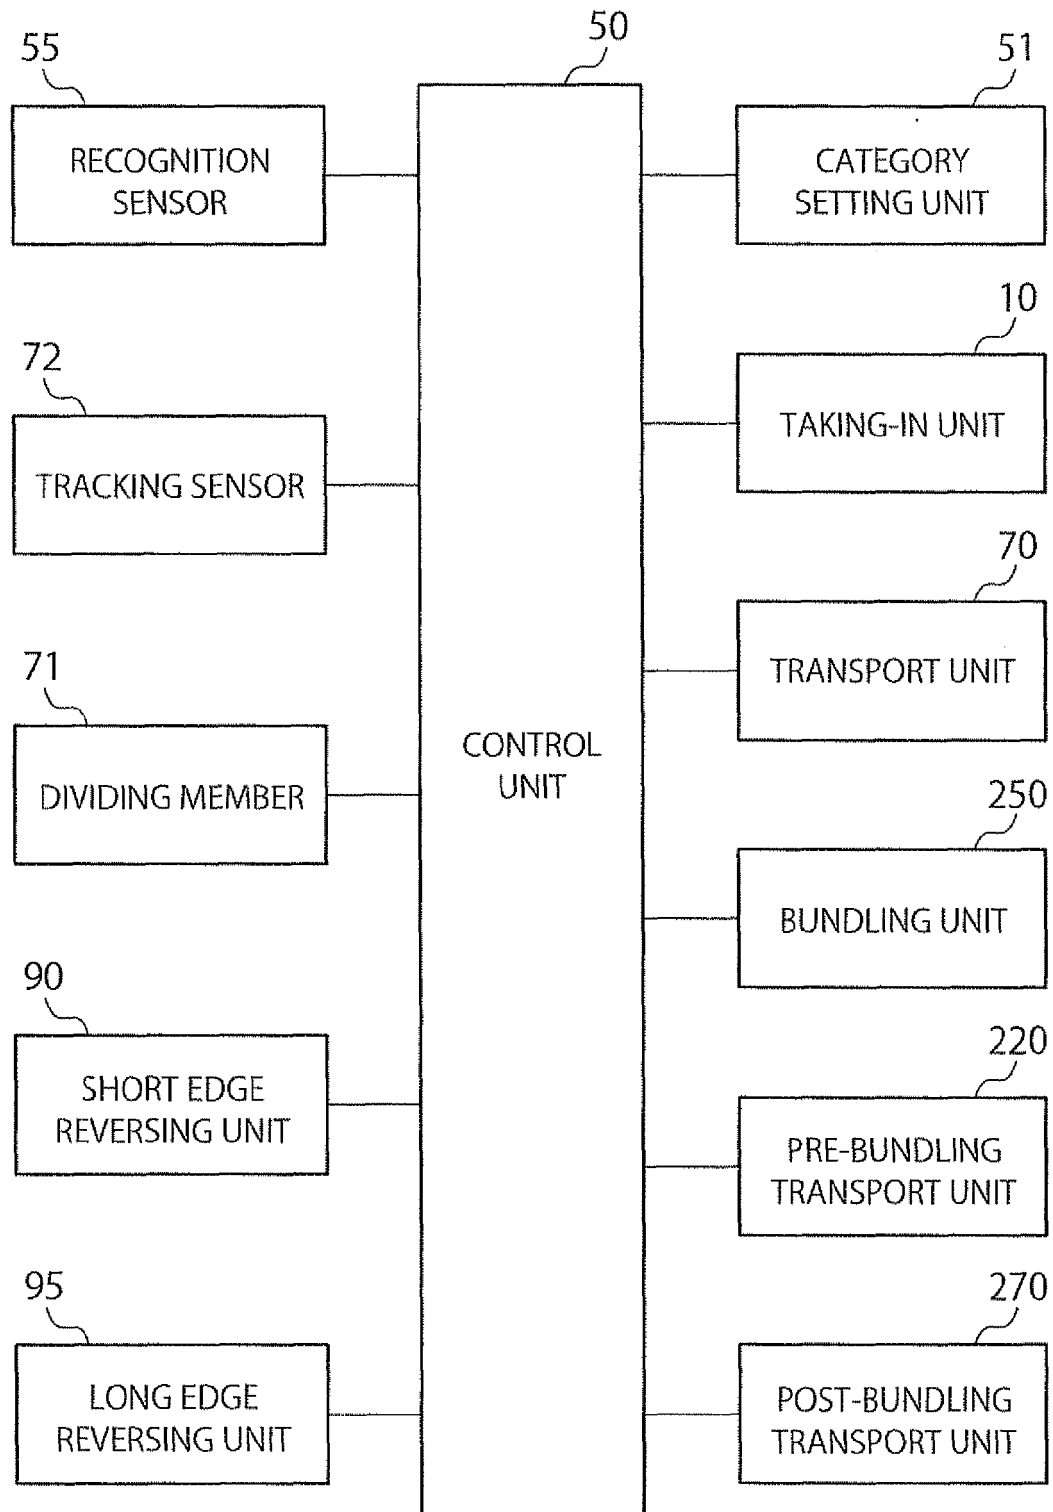 50
55
RECOGNITION
SENSOR
72
TRACKING SENSOR
71
DIVIDING MEMBER
90
SHORT EDGE
REVERSING UNIT
95
LONG EDGE
REVERSING UNIT
CONTROL
UNIT
51
CATEGORY
SETTING UNIT
10
TAKING-IN UNIT
70
TRANSPORT UNIT
250
BUNDLING UNIT
220
PRE-BUNDLING
TRANSPORT UNIT
270
POST-BUNDLING
TRANSPORT UNIT